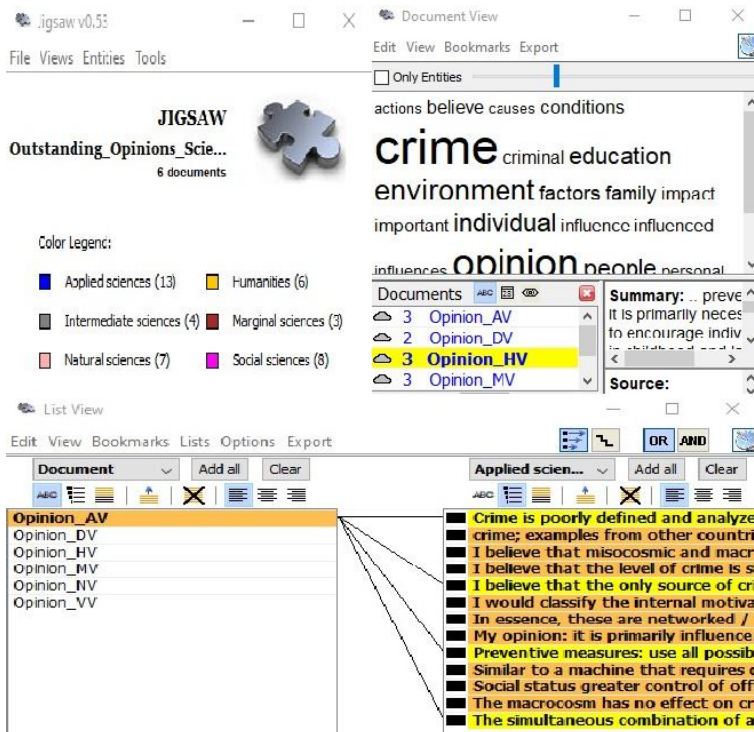 Jigsaw v0.53
File Views Entities Tools
JIGSAW
Outstanding_Opinions_Scie...
6 documents
Color Legend:
Applied sciences (13)
Humanities (6)
Intermediate sciences (4)
Marginal sciences (3)
Natural sciences (7)
Social sciences (8)
Document View
Edit View Bookmarks Export
Only Entities
actions believe causes conditions
crime criminal education
environment factors family impact
important individual influence influenced
influences opinion people personal
Documents ABC
3 Opinion_AV
2 Opinion_DV
3 Opinion_HV
3 Opinion_MV
Summary: .. preve
it is primarily neces
to encourage indiv
Source:
List View
Edit View Bookmarks Lists Options Export
OR AND
Document Add all Clear
ABC
Opinion_AV
Opinion_DV
Opinion_HV
Opinion_MV
Opinion_NV
Opinion_VV
Applied scien... Add all Clear
ABC
Crime is poorly defined and analyze
crime; examples from other countri
I believe that misocosmic and macr
I believe that the level of crime is s
I believe that the only source of cri
I would classify the internal motiva
In essence, these are networked /
My opinion: it is primarily influence
Preventive measures: use all possib
Similar to a machine that requires c
Social status greater control of off
The macrocosm has no effect on cr
The simultaneous combination of a